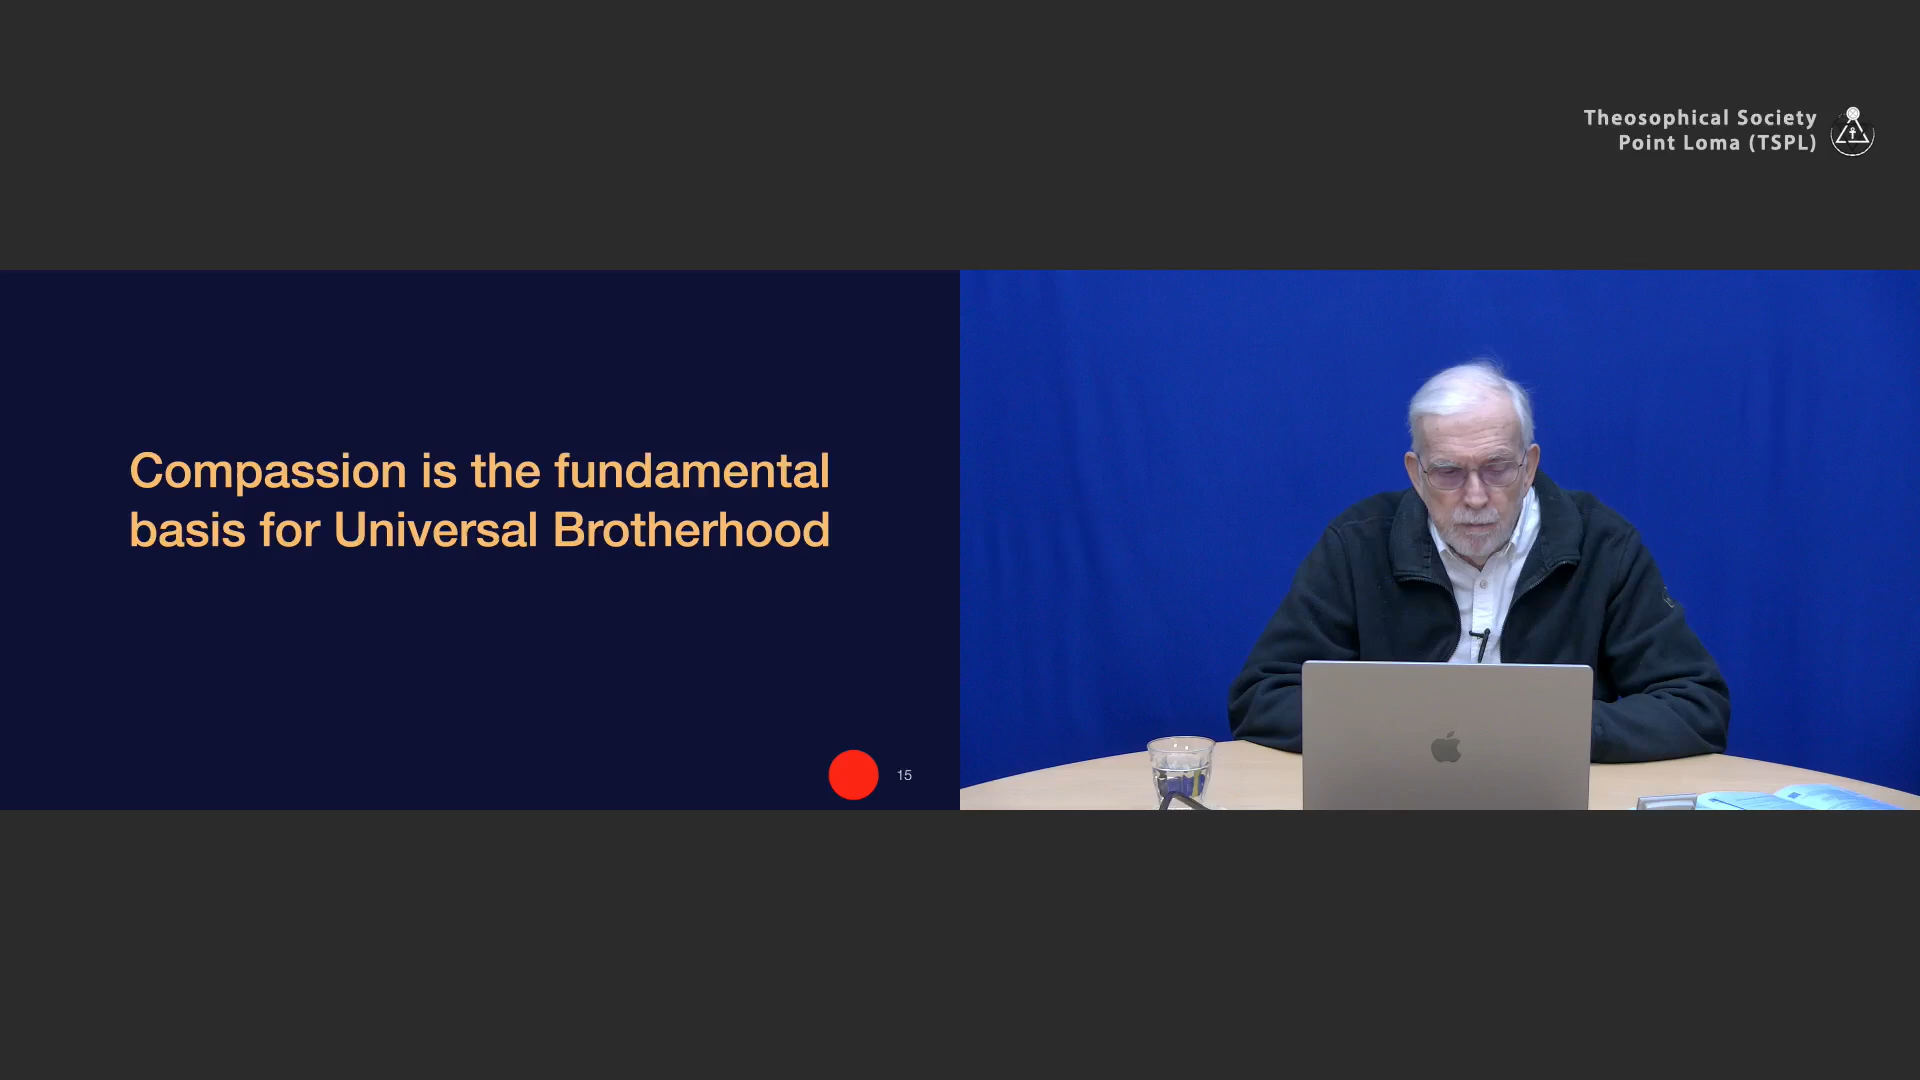 Theosophical Society
Point Loma (TSPL)
Compassion is the fundamental
basis for Universal Brotherhood
15